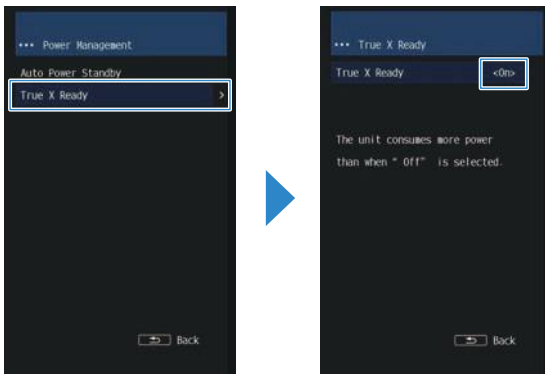 ••• Power Management
Auto Power Standby
True X Ready >
Back
••• True X Ready
True X Ready <On>
The unit consumes more power
than when " Off" is selected.
Back